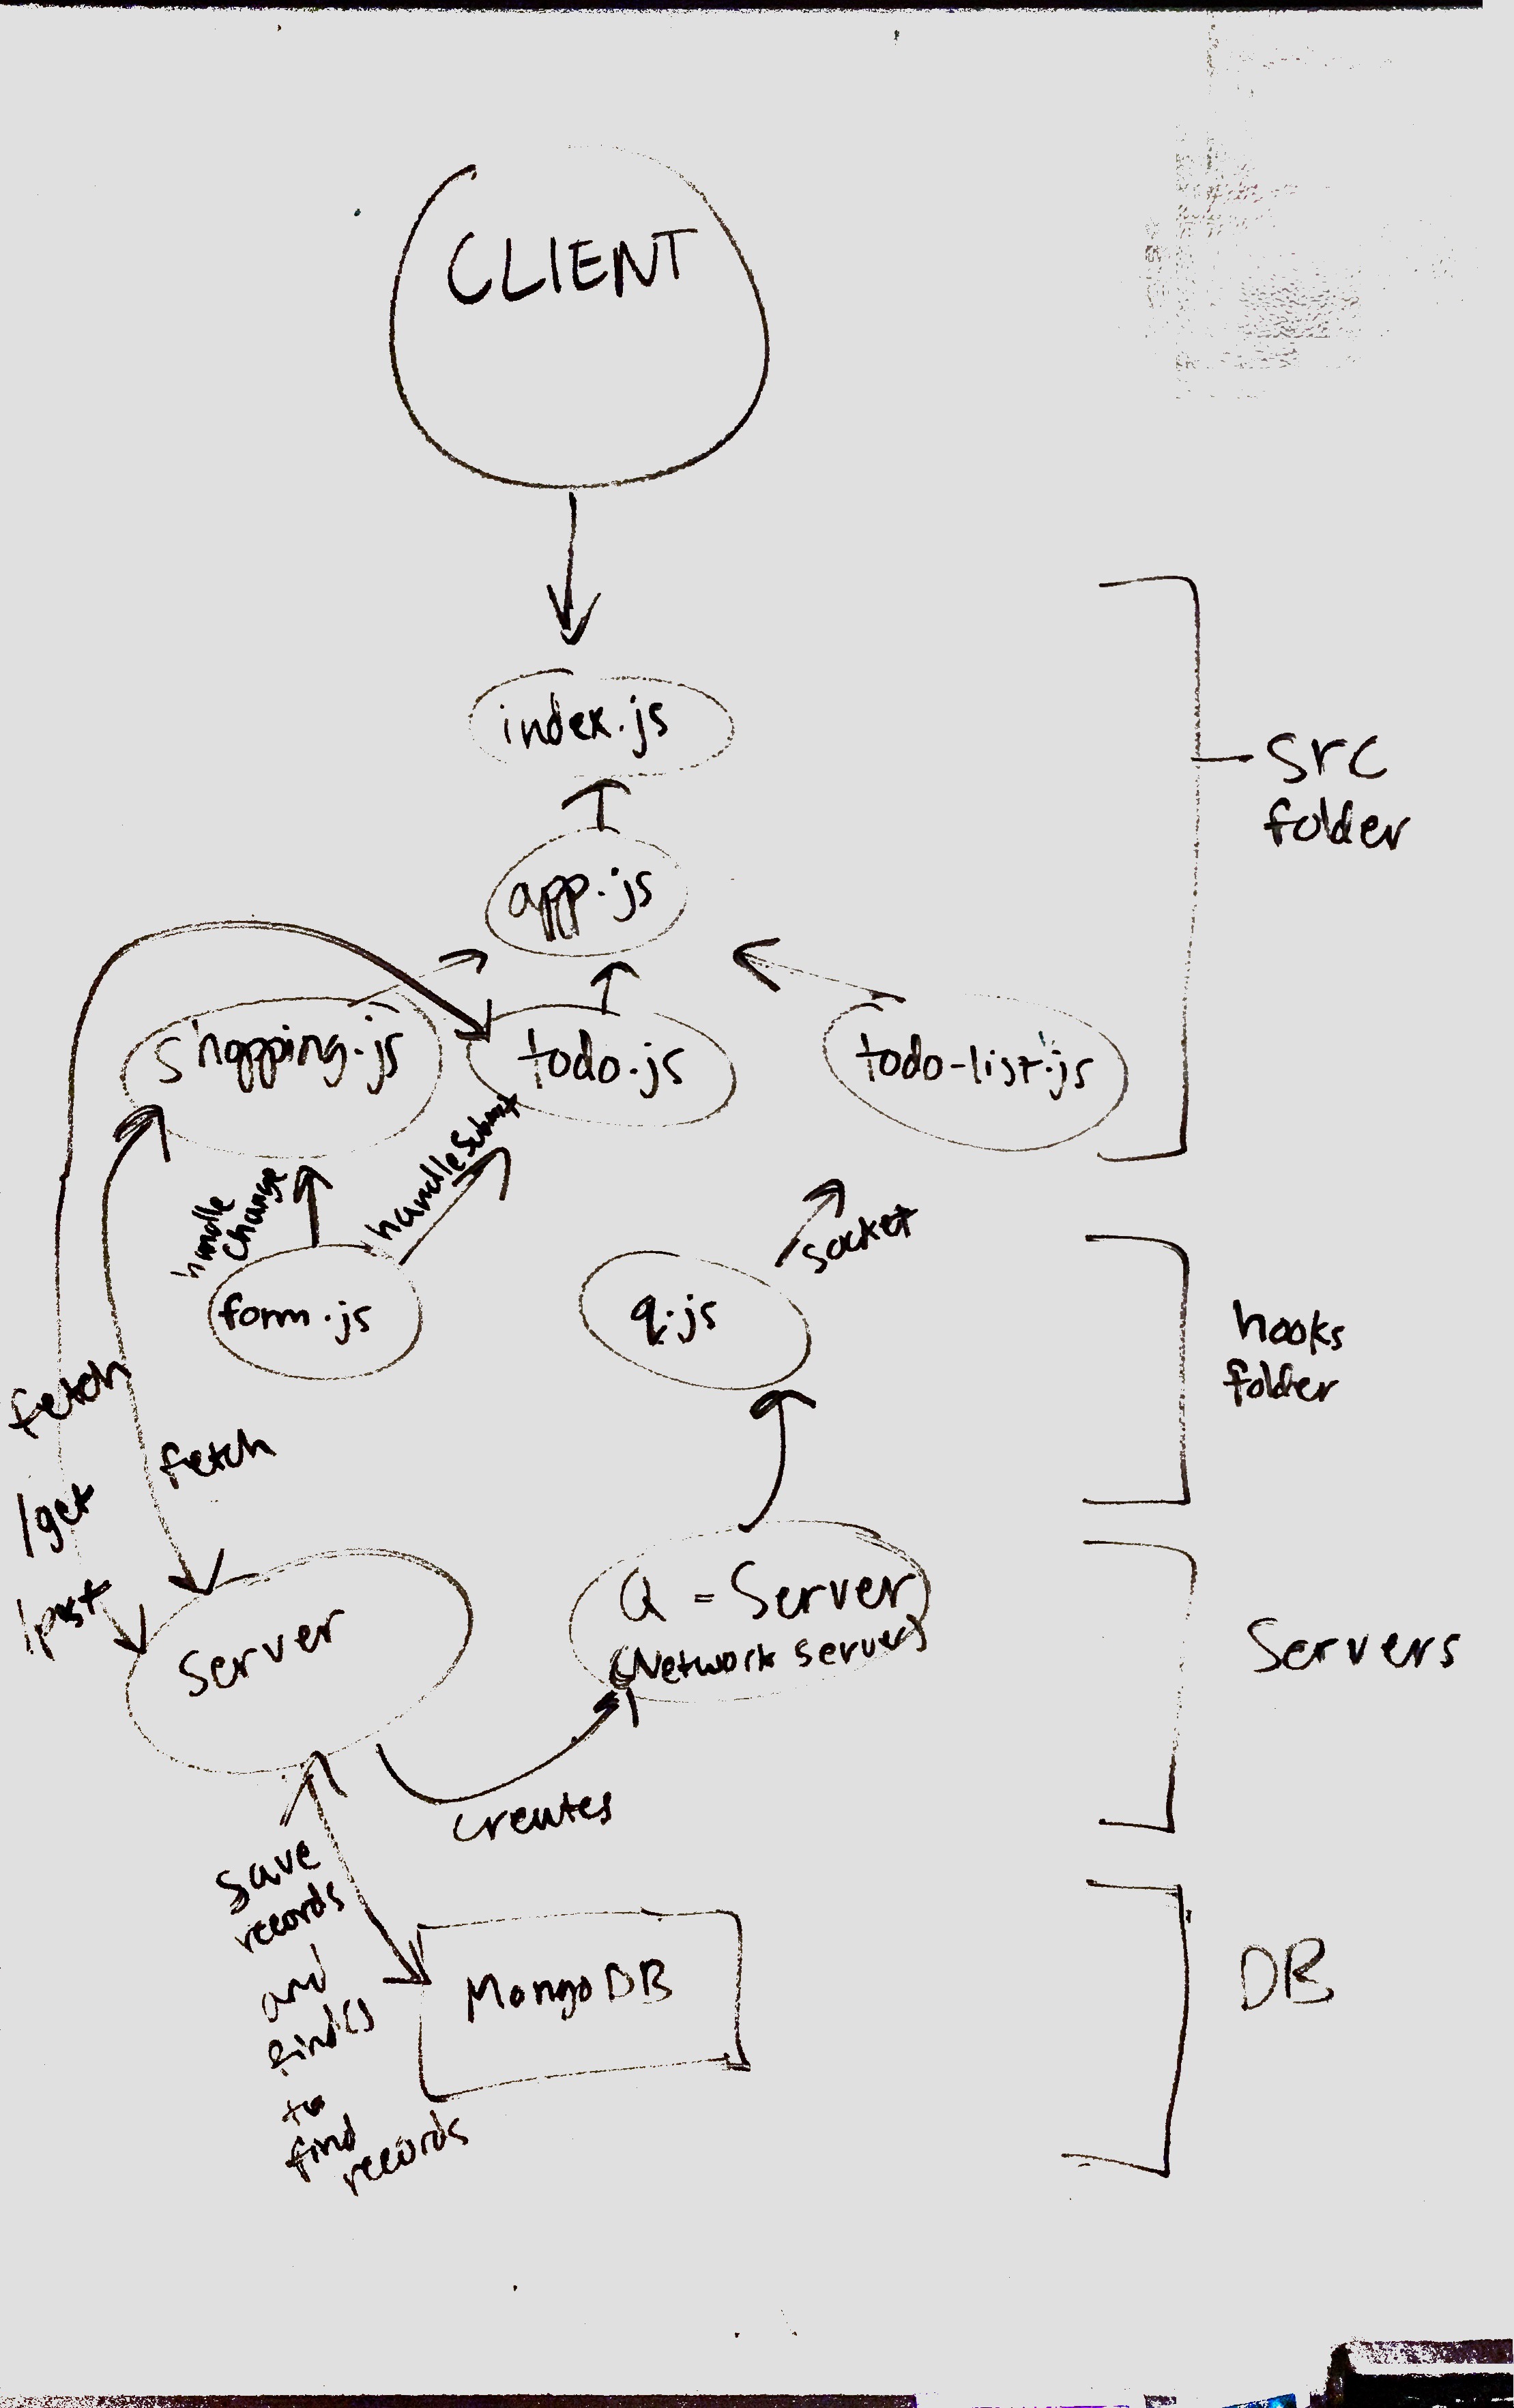 CLIENT
index.js
src
folder
app.js
shopping.js
todo.js
todo-list.js
handle
change
handleSubmit
socket
form.js
q.js
hooks
folder
fetch
fetch
/get
/post
Server
Q = Server
(Network server)
Servers
creates
save
records
and
find()
to
find
records
MongoDB
DB